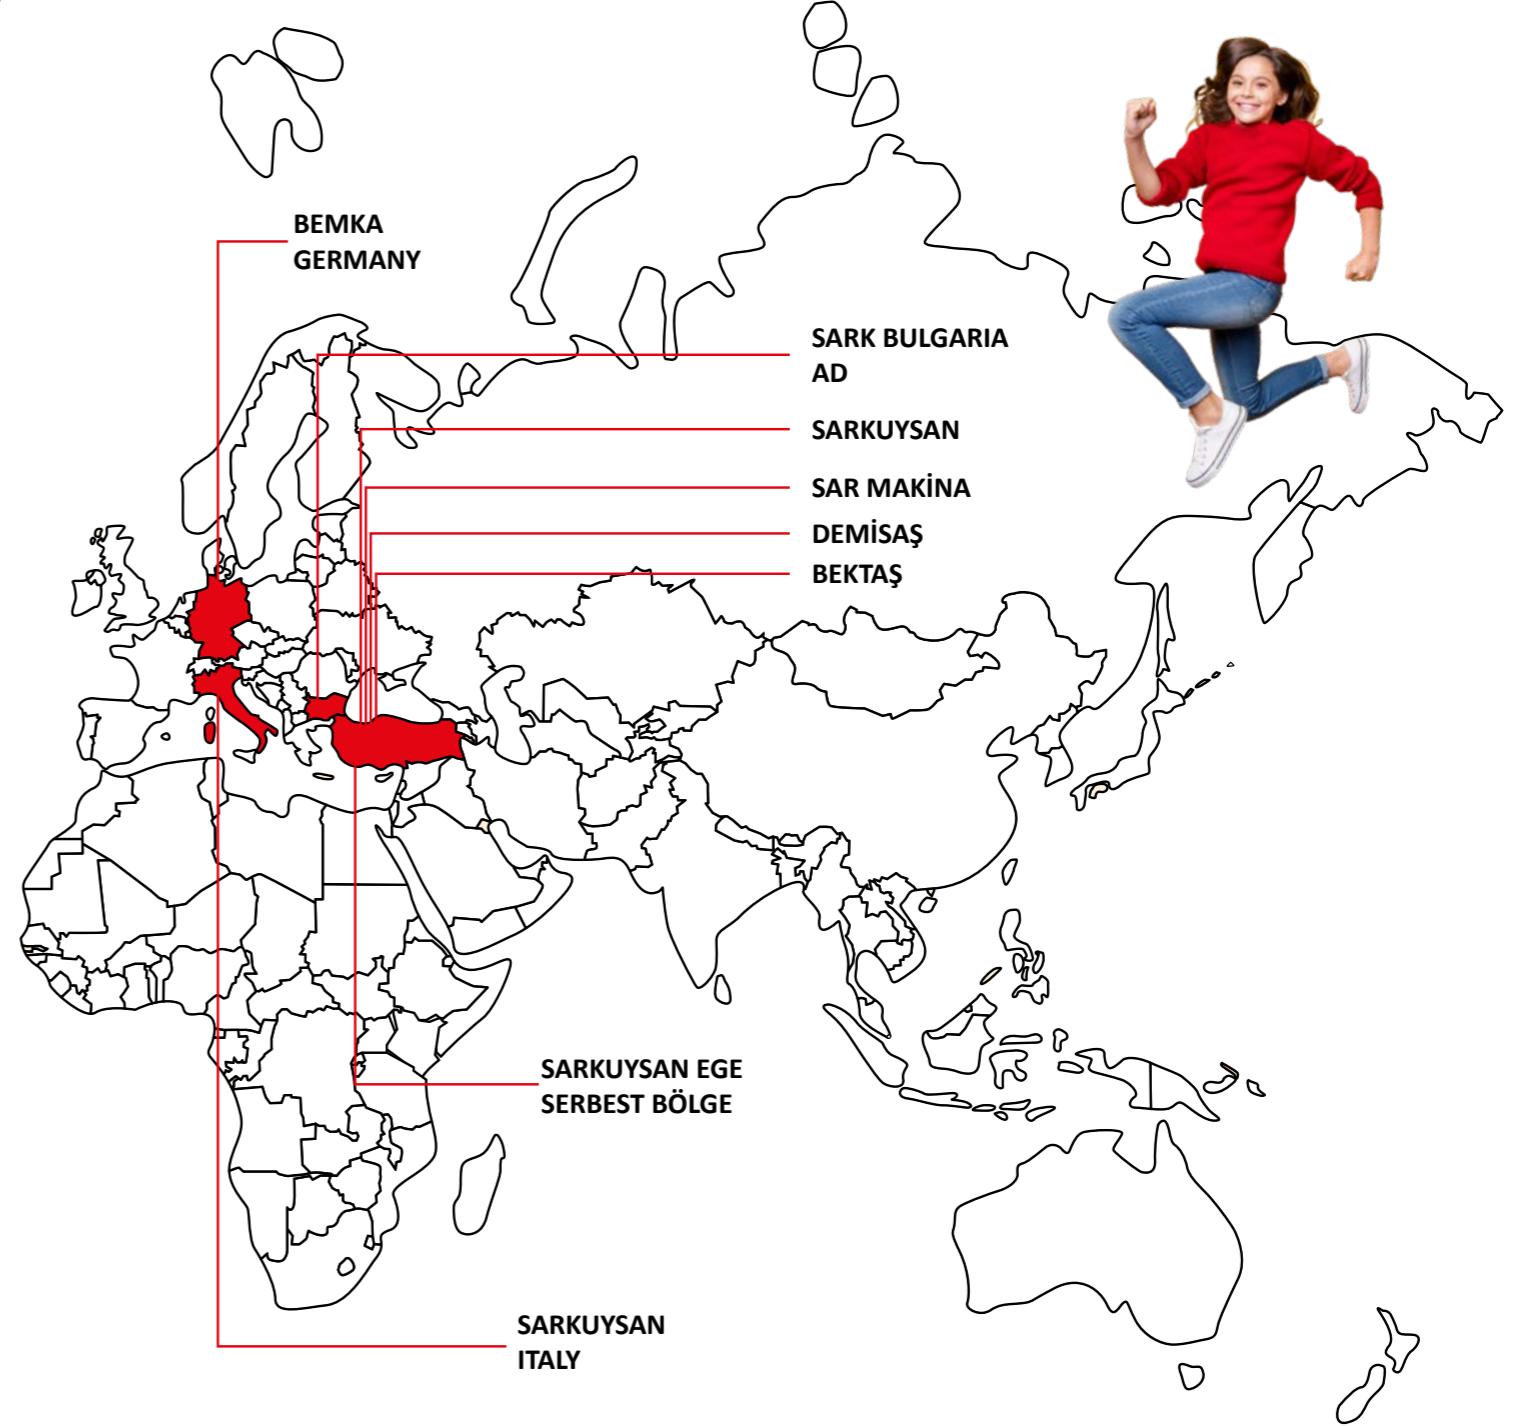 BEMKA
GERMANY
SARK BULGARIA
AD
SARKUYSAN
SAR MAKİNA
DEMİSAŞ
BEKTAŞ
SARKUYSAN EGE
SERBEST BÖLGE
SARKUYSAN
ITALY